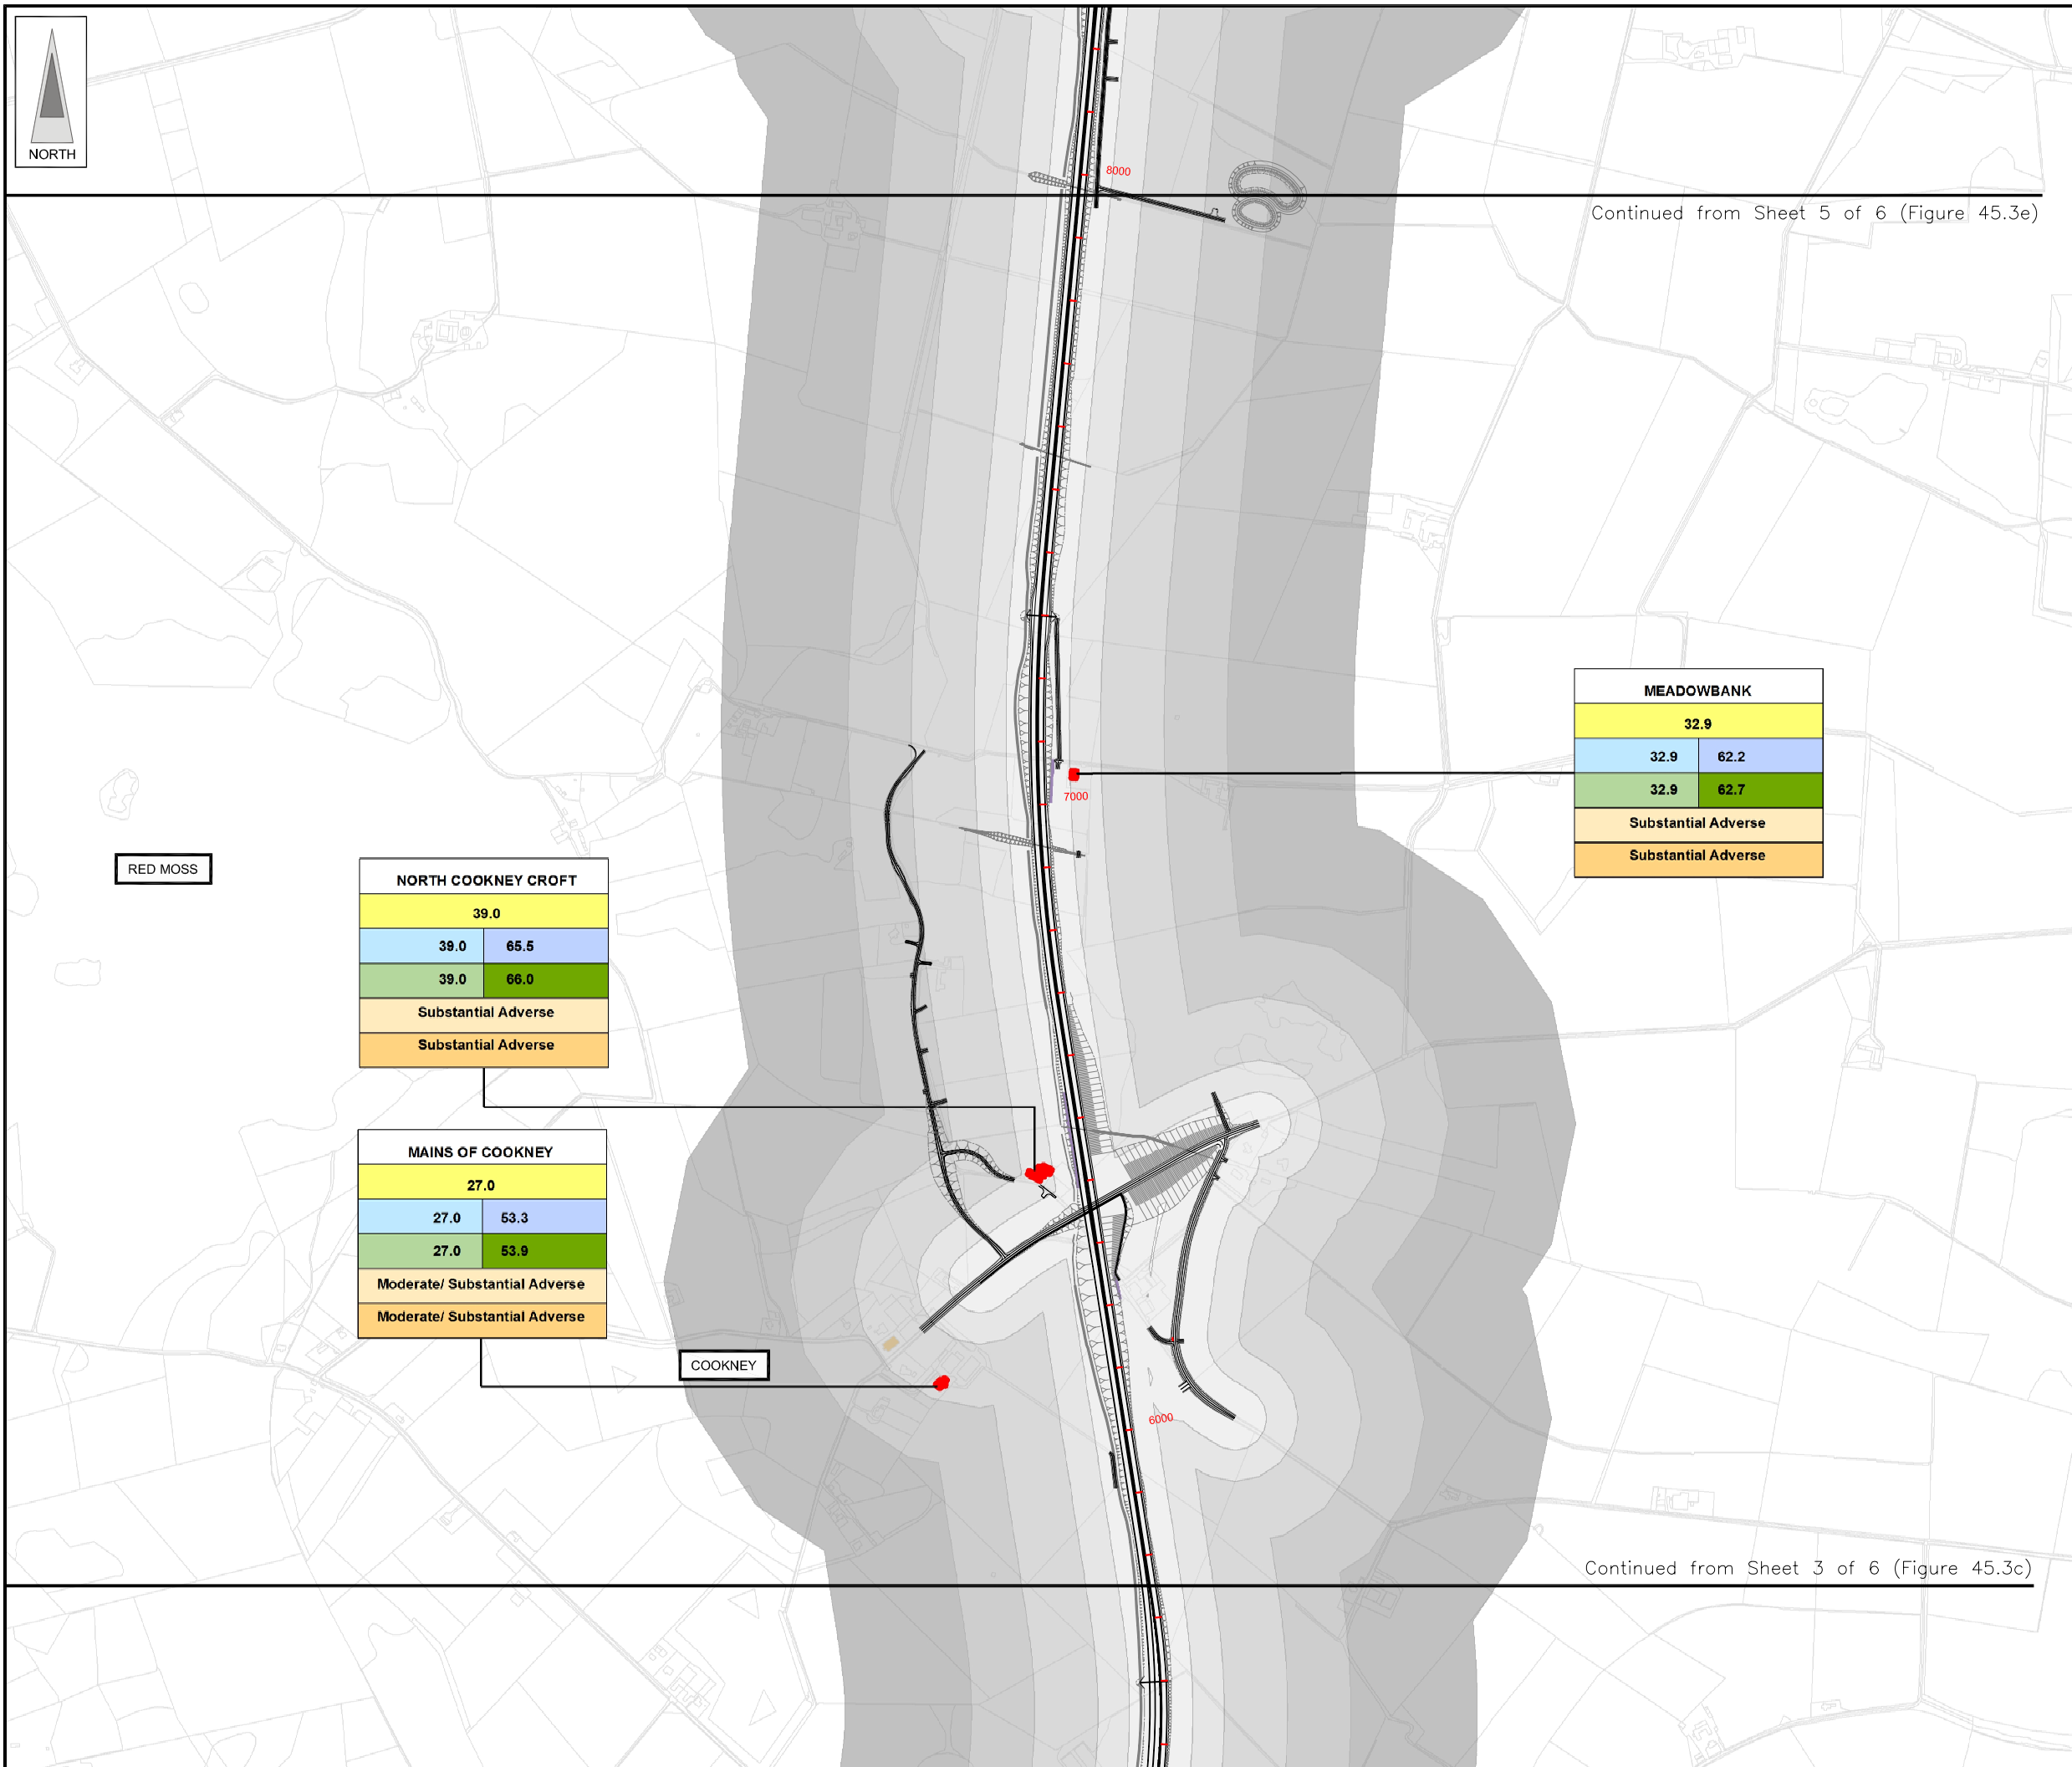 NORTH
8000
Continued from Sheet 5 of 6 (Figure 45.3e)
MEADOWBANK
32.9
32.9 62.2
32.9 62.7
Substantial Adverse
Substantial Adverse
7000
RED MOSS
NORTH COOKNEY CROFT
39.0
39.0 65.5
39.0 66.0
Substantial Adverse
Substantial Adverse
MAINS OF COOKNEY
27.0
27.0 53.3
27.0 53.9
Moderate/ Substantial Adverse
Moderate/ Substantial Adverse
COOKNEY
6000
Continued from Sheet 3 of 6 (Figure 45.3c)